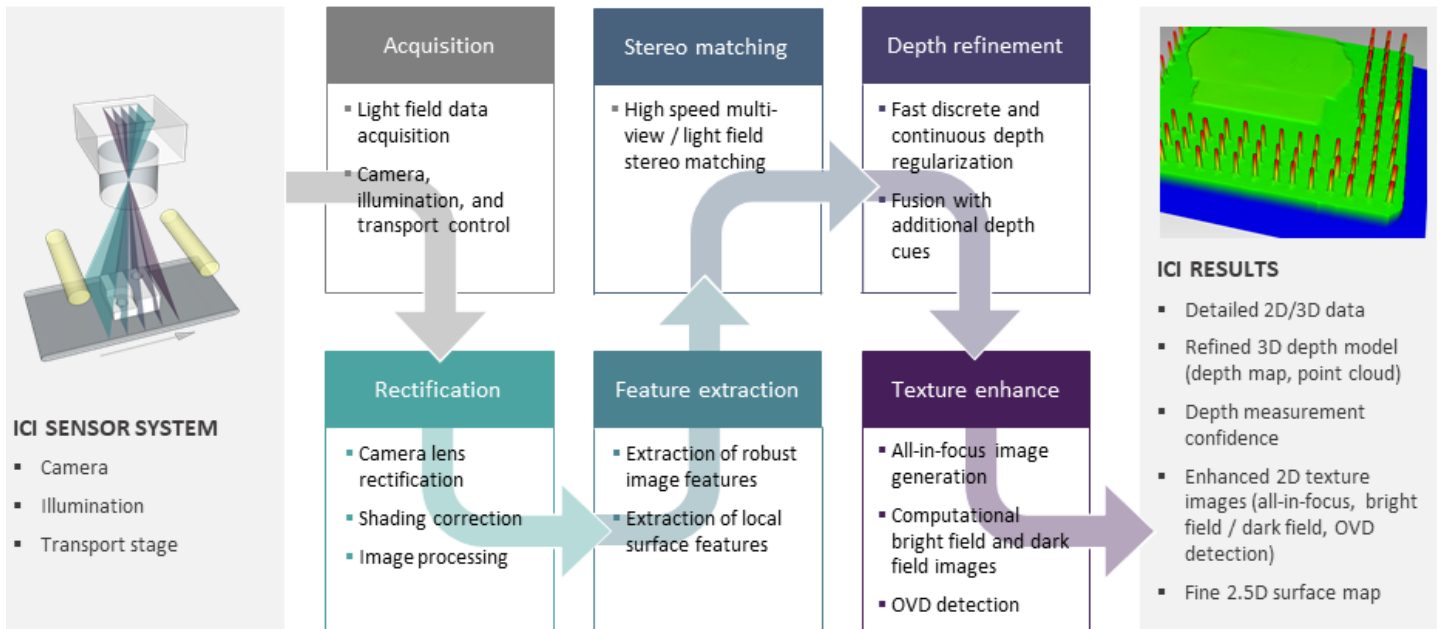 ICI SENSOR SYSTEM
▪ Camera
▪ Illumination
▪ Transport stage
Acquisition
▪ Light field data
acquisition
▪ Camera,
illumination, and
transport control
Rectification
▪ Camera lens
rectification
▪ Shading correction
▪ Image processing
Feature extraction
▪ Extraction of robust
image features
▪ Extraction of local
surface features
Stereo matching
▪ High speed multi-
view / light field
stereo matching
Depth refinement
▪ Fast discrete and
continuous depth
regularization
▪ Fusion with
additional depth
cues
Texture enhance
▪ All-in-focus image
generation
▪ Computational
bright field and dark
field images
▪ OVD detection
ICI RESULTS
▪ Detailed 2D/3D data
▪ Refined 3D depth model
(depth map, point cloud)
▪ Depth measurement
confidence
▪ Enhanced 2D texture
images (all-in-focus, bright
field / dark field, OVD
detection)
▪ Fine 2.5D surface map